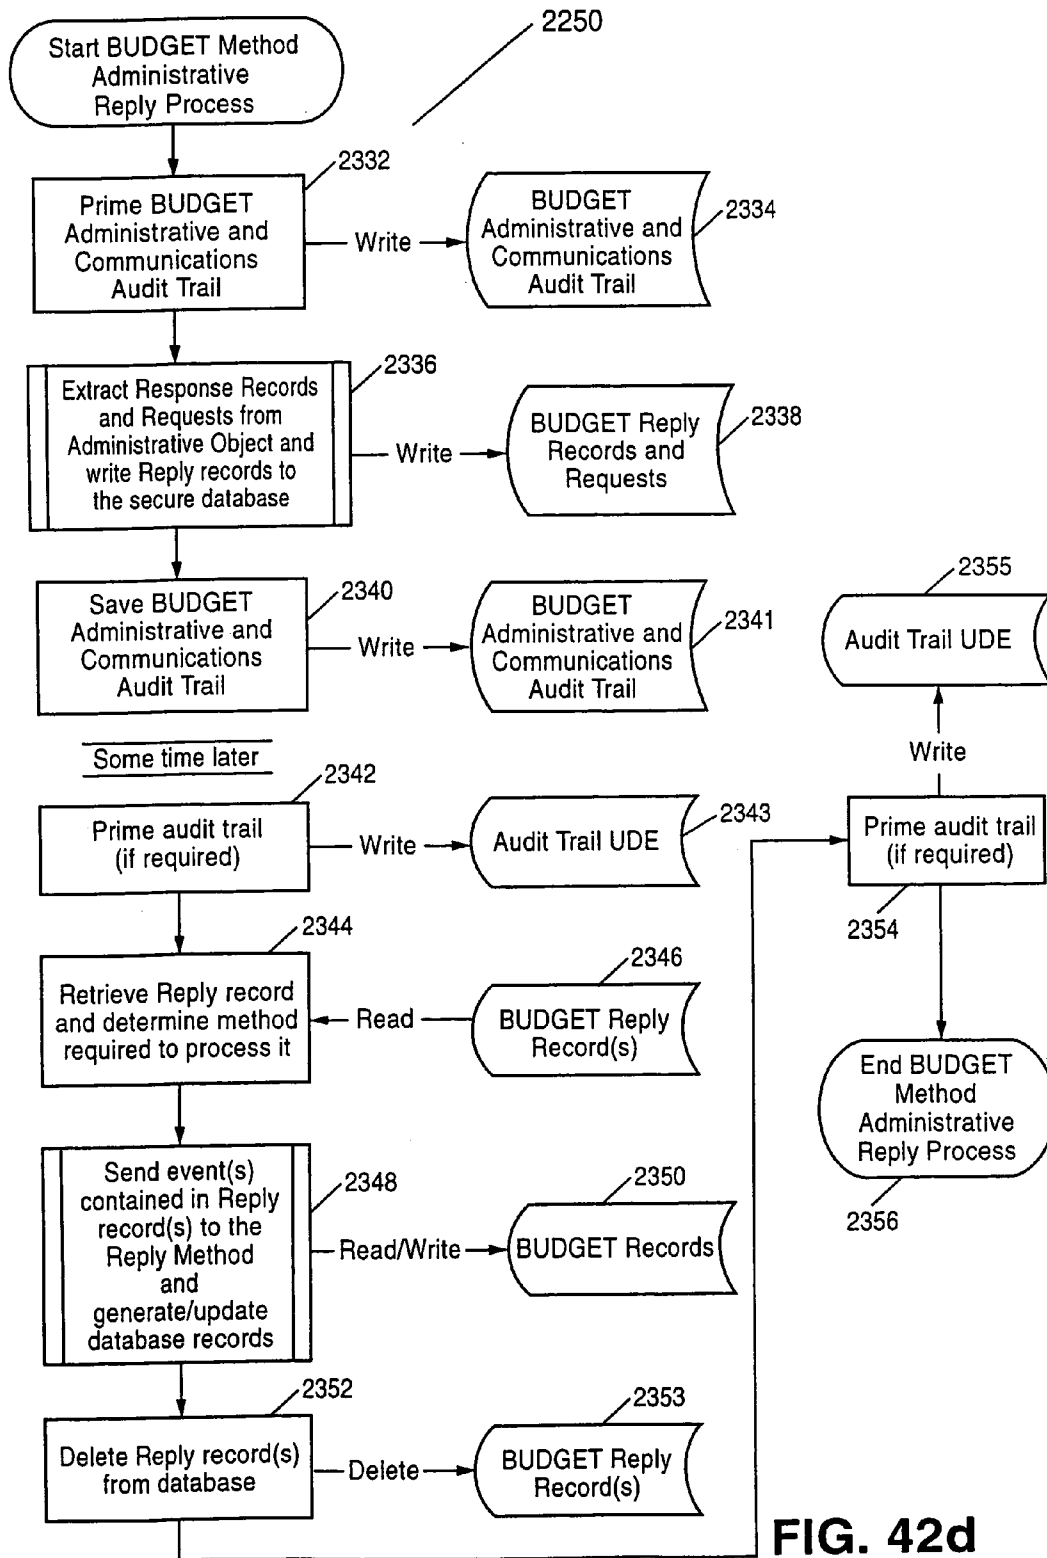 2250
Start BUDGET Method
Administrative
Reply Process
2332
Prime BUDGET
Administrative and
Communications
Audit Trail
Write
BUDGET
Administrative and
Communications
Audit Trail
2334
2336
Extract Response Records
and Requests from
Administrative Object and
write Reply records to
the secure database
Write
BUDGET Reply
Records and
Requests
2338
2340
Save BUDGET
Administrative and
Communications
Audit Trail
Write
BUDGET
Administrative and
Communications
Audit Trail
2341
Some time later
2342
Prime audit trail
(if required)
Write
Audit Trail UDE
2343
2344
Retrieve Reply record
and determine method
required to process it
Read
2346
BUDGET Reply
Record(s)
2348
Send event(s)
contained in Reply
record(s) to the
Reply Method
and
generate/update
database records
Read/Write
2350
BUDGET Records
2352
Delete Reply record(s)
from database
Delete
2353
BUDGET Reply
Record(s)
2355
Audit Trail UDE
Write
Prime audit trail
(if required)
2354
End BUDGET
Method
Administrative
Reply Process
2356
FIG. 42d